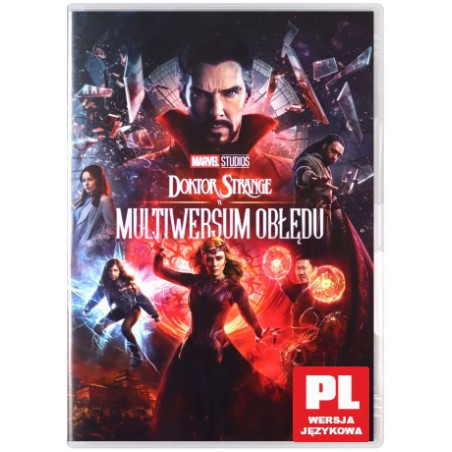 MARVEL STUDIOS
DOKTOR STRANGE
W
MULTIWERSUM OBŁĘDU
PL
WERSJA
JĘZYKOWA